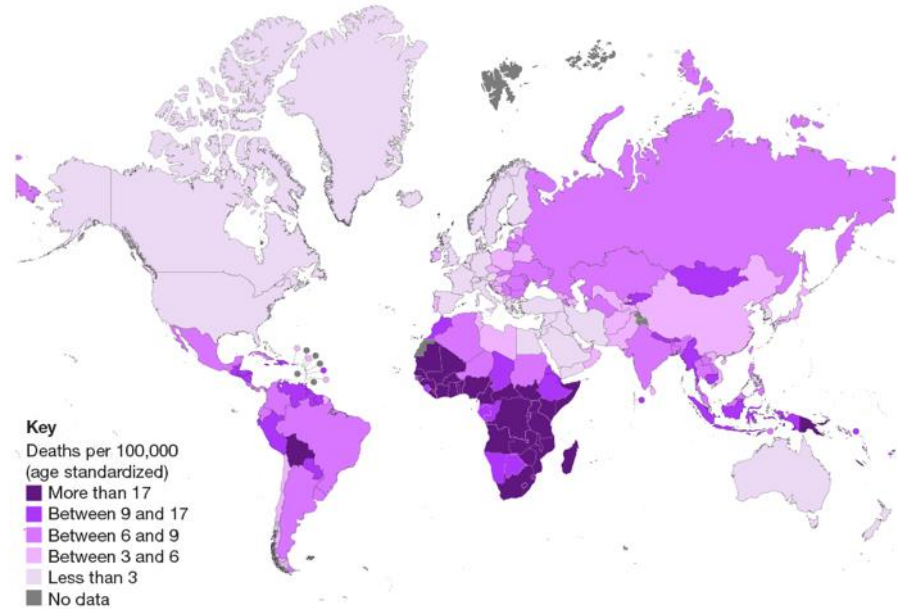 Key
Deaths per 100,000
(age standardized)
More than 17
Between 9 and 17
Between 6 and 9
Between 3 and 6
Less than 3
No data